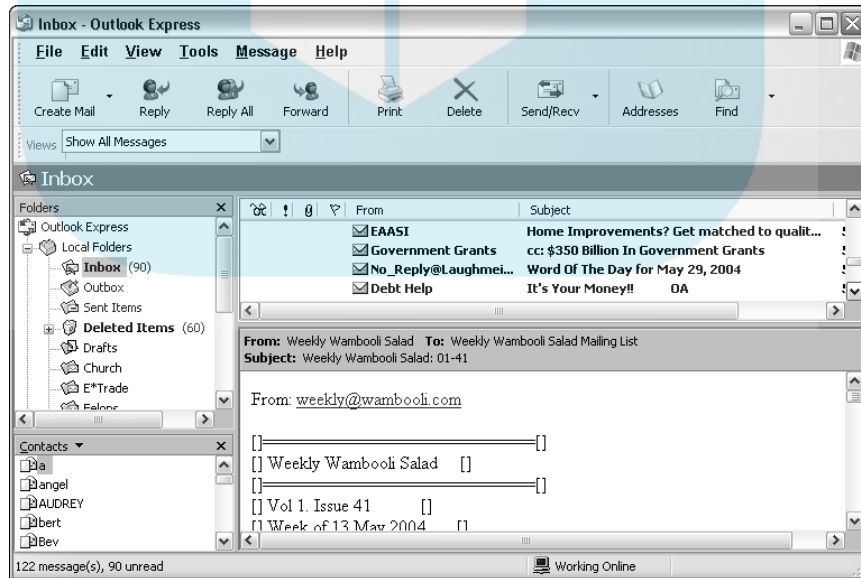 Inbox - Outlook Express
File Edit View Tools Message Help
Create Mail Reply Reply All Forward Print Delete Send/Recv Addresses Find
Views Show All Messages
Inbox
Folders
Outlook Express
Local Folders
Inbox (90)
Outbox
Sent Items
Deleted Items (60)
Drafts
Church
E*Trade
Felons
Contacts
a
angel
AUDREY
bert
Bev
! From Subject
EAASI Home Improvements? Get matched to qualit...
Government Grants cc: $350 Billion In Government Grants
No_Reply@Laughmei... Word Of The Day for May 29, 2004
Debt Help It's Your Money!! OA
From: Weekly Wambooli Salad To: Weekly Wambooli Salad Mailing List
Subject: Weekly Wambooli Salad: 01-41
From: weekly@wambooli.com
[]==============================[]
[] Weekly Wambooli Salad []
[]==============================[]
[] Vol 1. Issue 41 []
[] Week of 13 May 2004 []
122 message(s), 90 unread Working Online